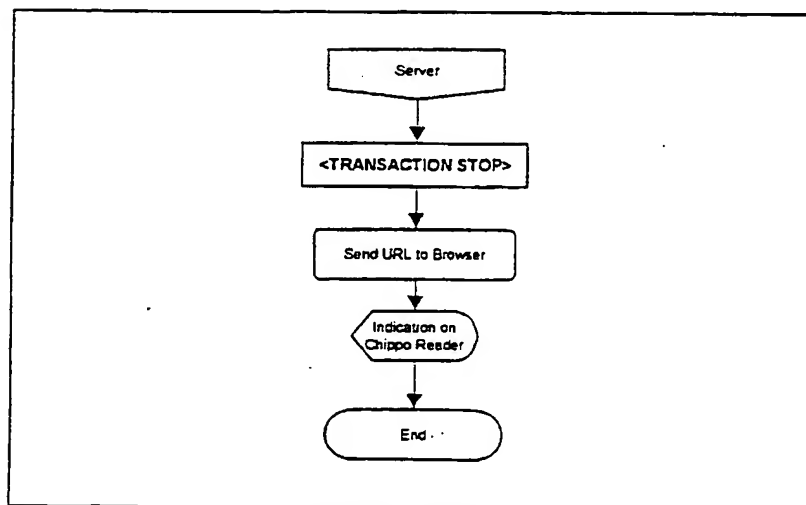 Server
<TRANSACTION STOP>
Send URL to Browser
Indication on
Chippo Reader
End